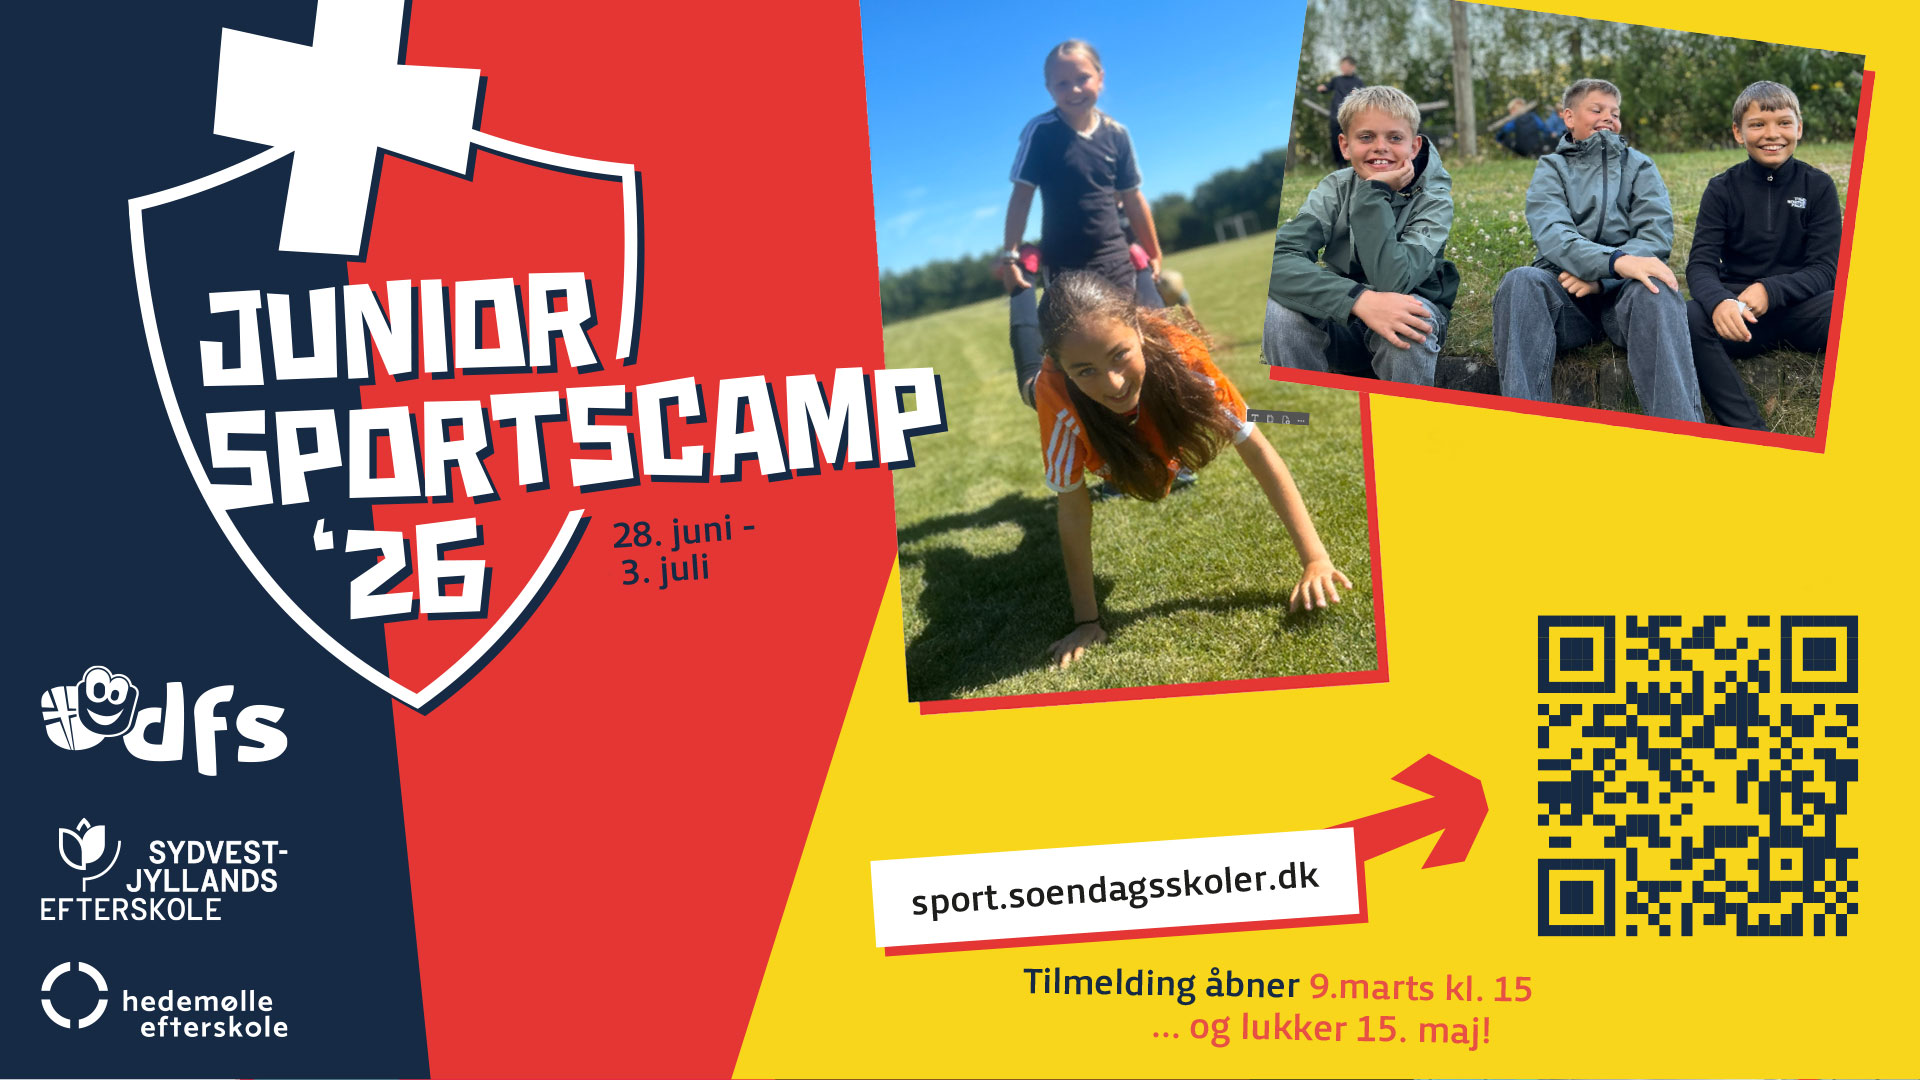 JUNIOR
SPORTSCAMP
‘26
28. juni -
3. juli
dfs
SYDVEST-
JYLLANDS
EFTERSKOLE
hedemølle
efterskole
sport.soendagsskoler.dk
Tilmelding åbner 9.marts kl. 15
... og lukker 15. maj!